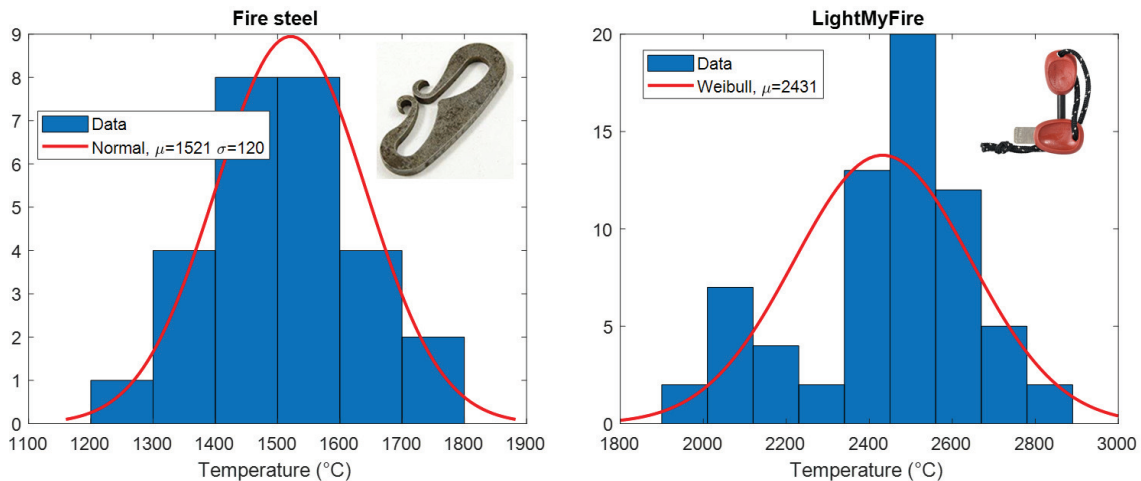 Fire steel
9
8
7
6
5
4
3
2
1
0
Data
Normal, μ=1521 σ=120
1100 1200 1300 1400 1500 1600 1700 1800 1900
Temperature (°C)
LightMyFire
20
15
10
5
0
Data
Weibull, μ=2431
1800 2000 2200 2400 2600 2800 3000
Temperature (°C)